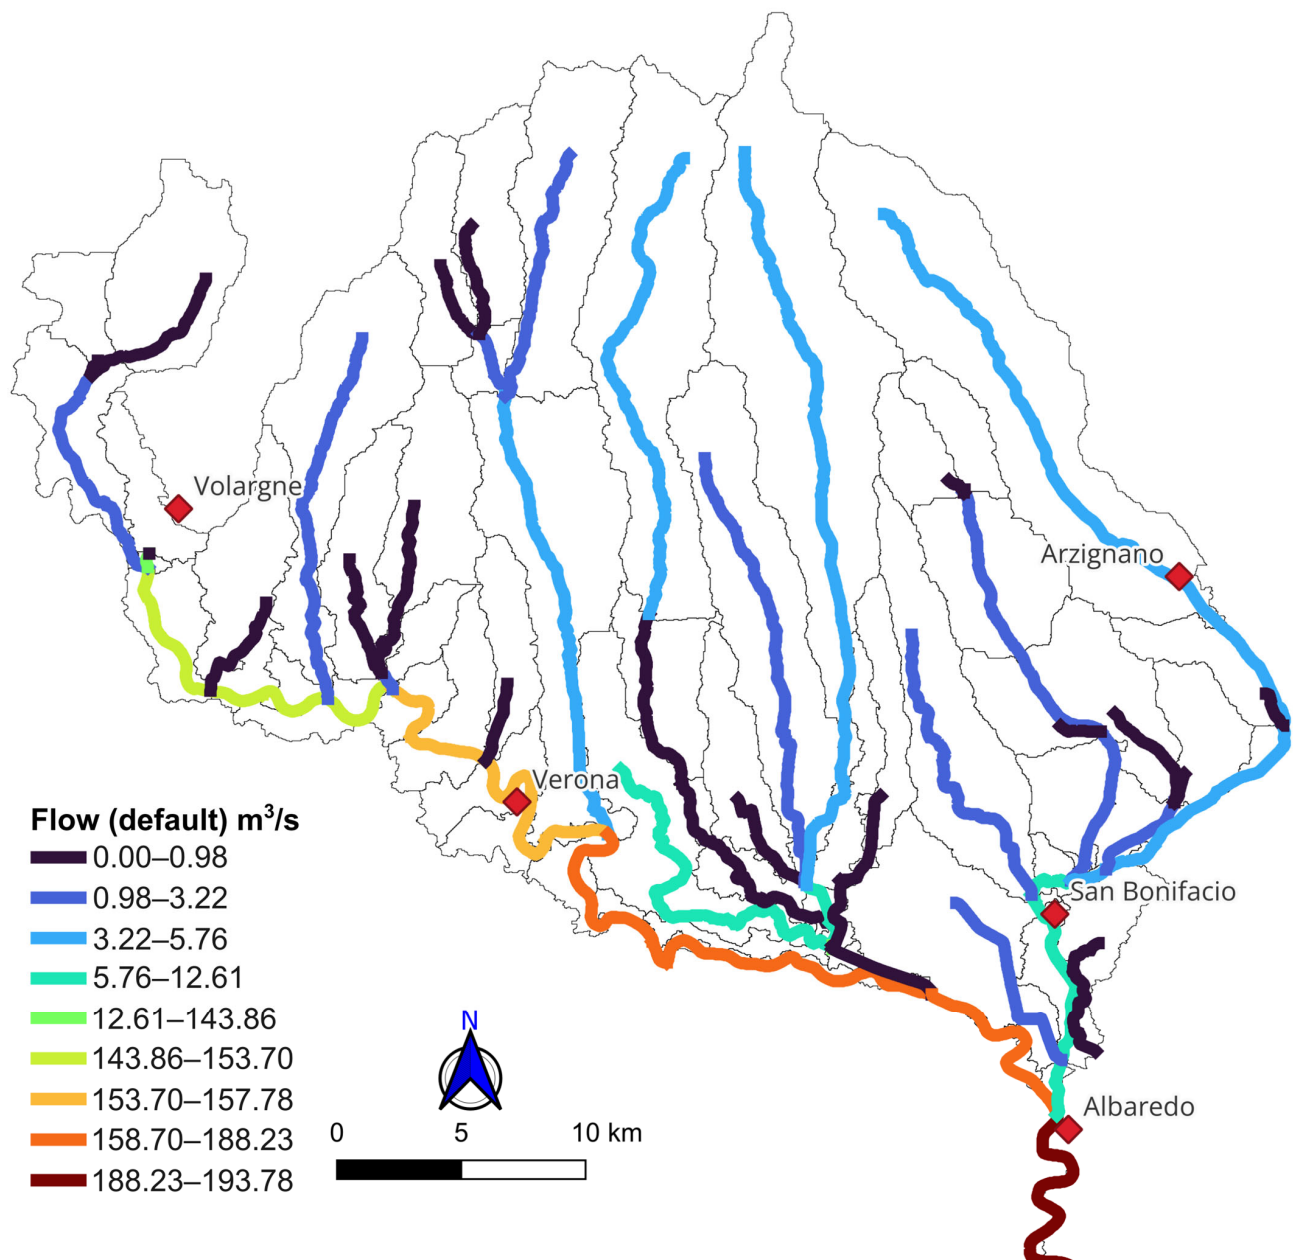 Volargne
Arzignano
Verona
Flow (default) m³/s
0.00–0.98
0.98–3.22
3.22–5.76
5.76–12.61
12.61–143.86
143.86–153.70
153.70–157.78
158.70–188.23
188.23–193.78
San Bonifacio
N
0 5 10 km
Albaredo